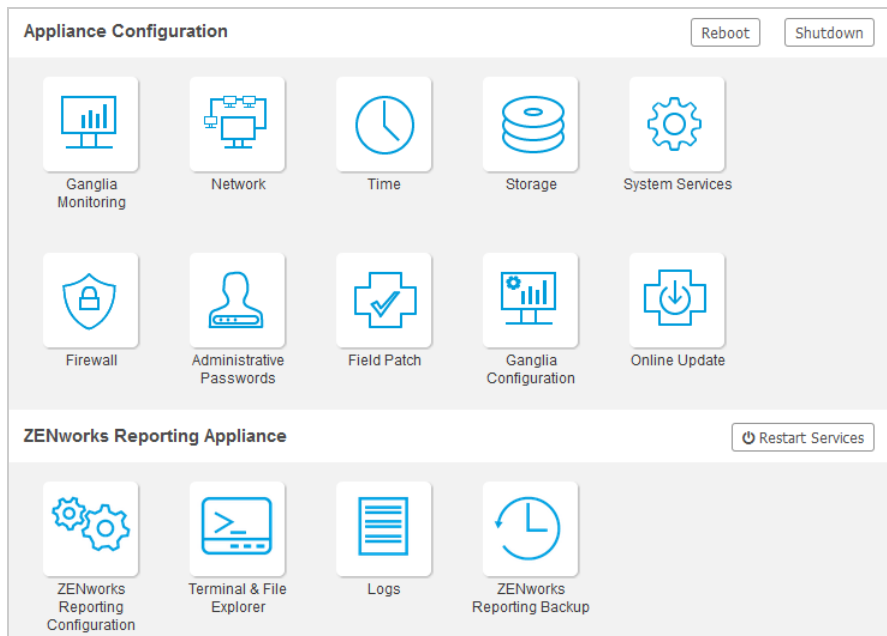 Appliance Configuration
Reboot
Shutdown
Ganglia
Monitoring
Network
Time
Storage
System Services
Firewall
Administrative
Passwords
Field Patch
Ganglia
Configuration
Online Update
ZENworks Reporting Appliance
Restart Services
ZENworks
Reporting
Configuration
Terminal & File
Explorer
Logs
ZENworks
Reporting Backup